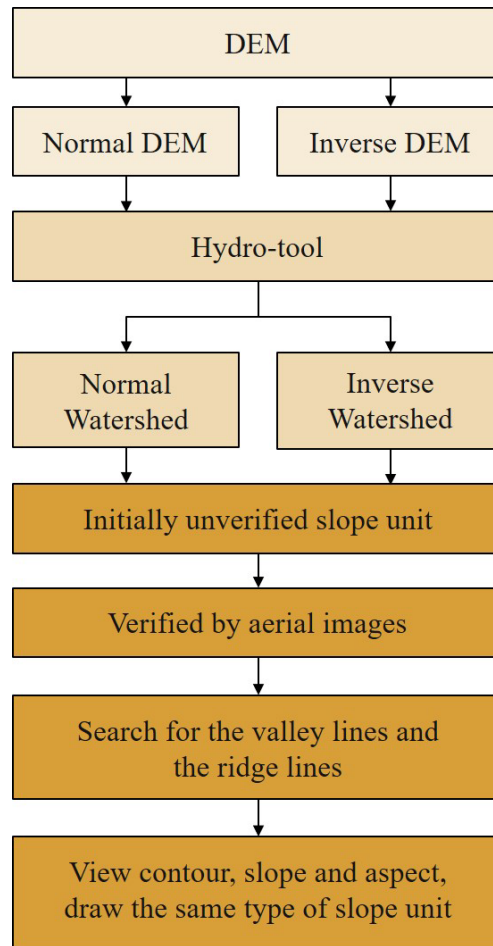 DEM
Normal DEM
Inverse DEM
Hydro-tool
Normal
Watershed
Inverse
Watershed
Initially unverified slope unit
Verified by aerial images
Search for the valley lines and
the ridge lines
View contour, slope and aspect,
draw the same type of slope unit